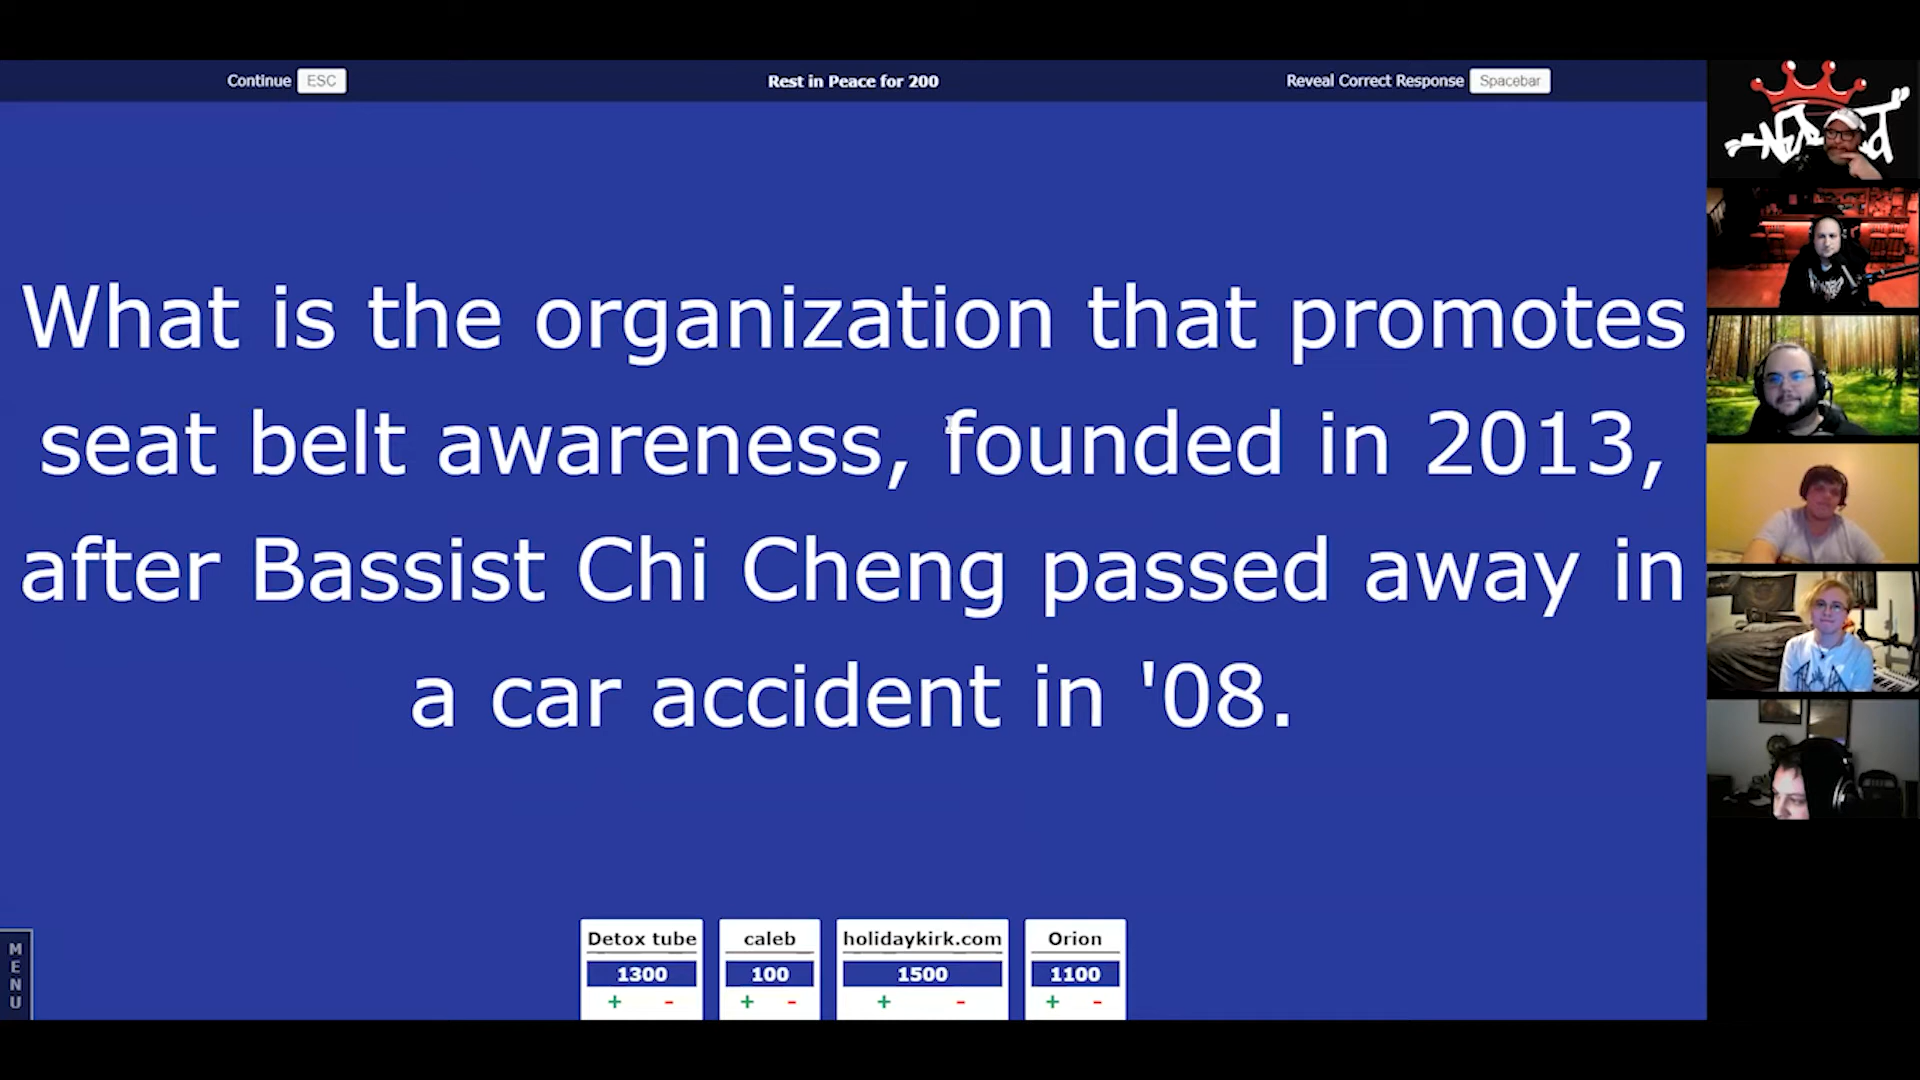 Continue ESC
Rest in Peace for 200
Reveal Correct Response Spacebar
What is the organization that promotes
seat belt awareness, founded in 2013,
after Bassist Chi Cheng passed away in
a car accident in '08.
MENU
Detox tube caleb holidaykirk.com Orion
1300 100 1500 1100
+ - + - + - + -